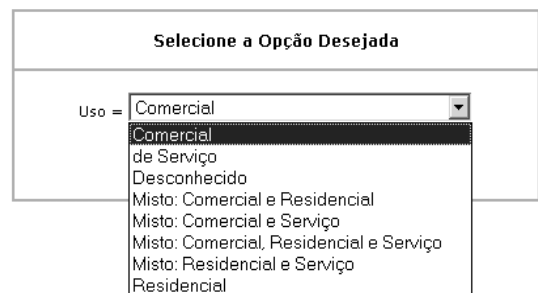 Selecione a Opção Desejada
Uso = Comercial
Comercial
de Serviço
Desconhecido
Misto: Comercial e Residencial
Misto: Comercial e Serviço
Misto: Comercial, Residencial e Serviço
Misto: Residencial e Serviço
Residencial